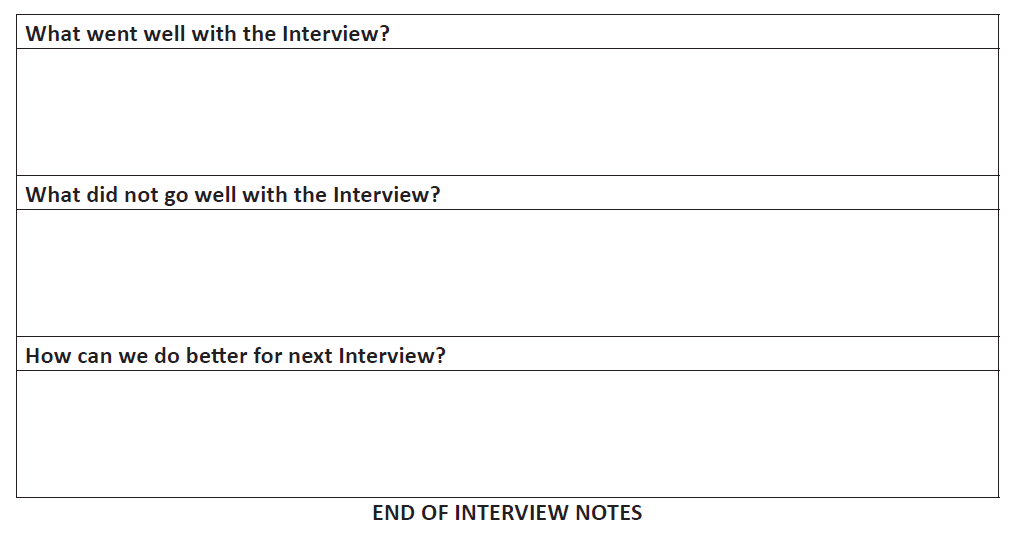 What went well with the Interview?
What did not go well with the Interview?
How can we do better for next Interview?
END OF INTERVIEW NOTES